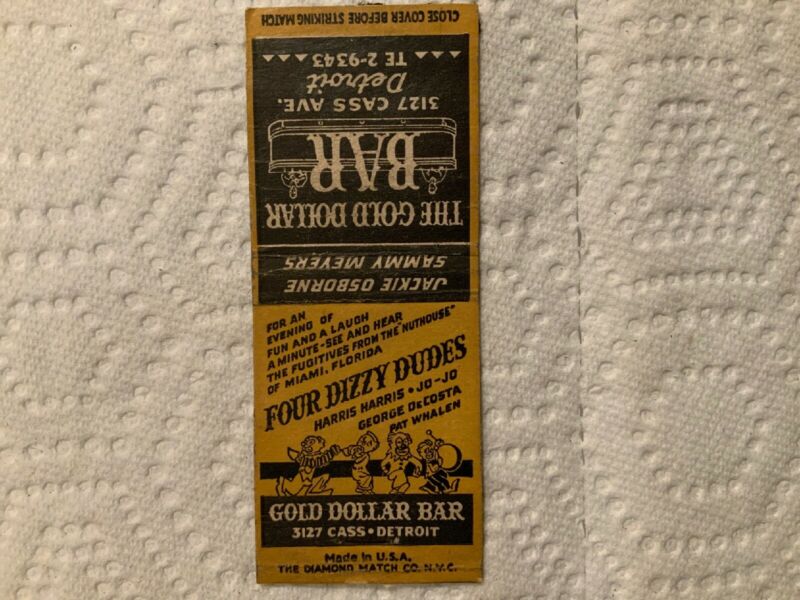 CLOSE COVER BEFORE STRIKING MATCH
THE GOLD DOLLAR
BAR
3127 CASS AVE.
Detroit
TE 2-9343
JACKIE OSBORNE
SAMMY MEYERS
FOR AN
EVENING OF
FUN AND A LAUGH
A MINUTE-SEE AND HEAR
THE FUGITIVES FROM THE "NUTHOUSE"
OF MIAMI, FLORIDA
FOUR DIZZY DUDES
HARRIS HARRIS • JO-JO
GEORGE DeCOSTA
PAT WHALEN
GOLD DOLLAR BAR
3127 CASS • DETROIT
Made in U.S.A.
THE DIAMOND MATCH CO. N.Y.C.